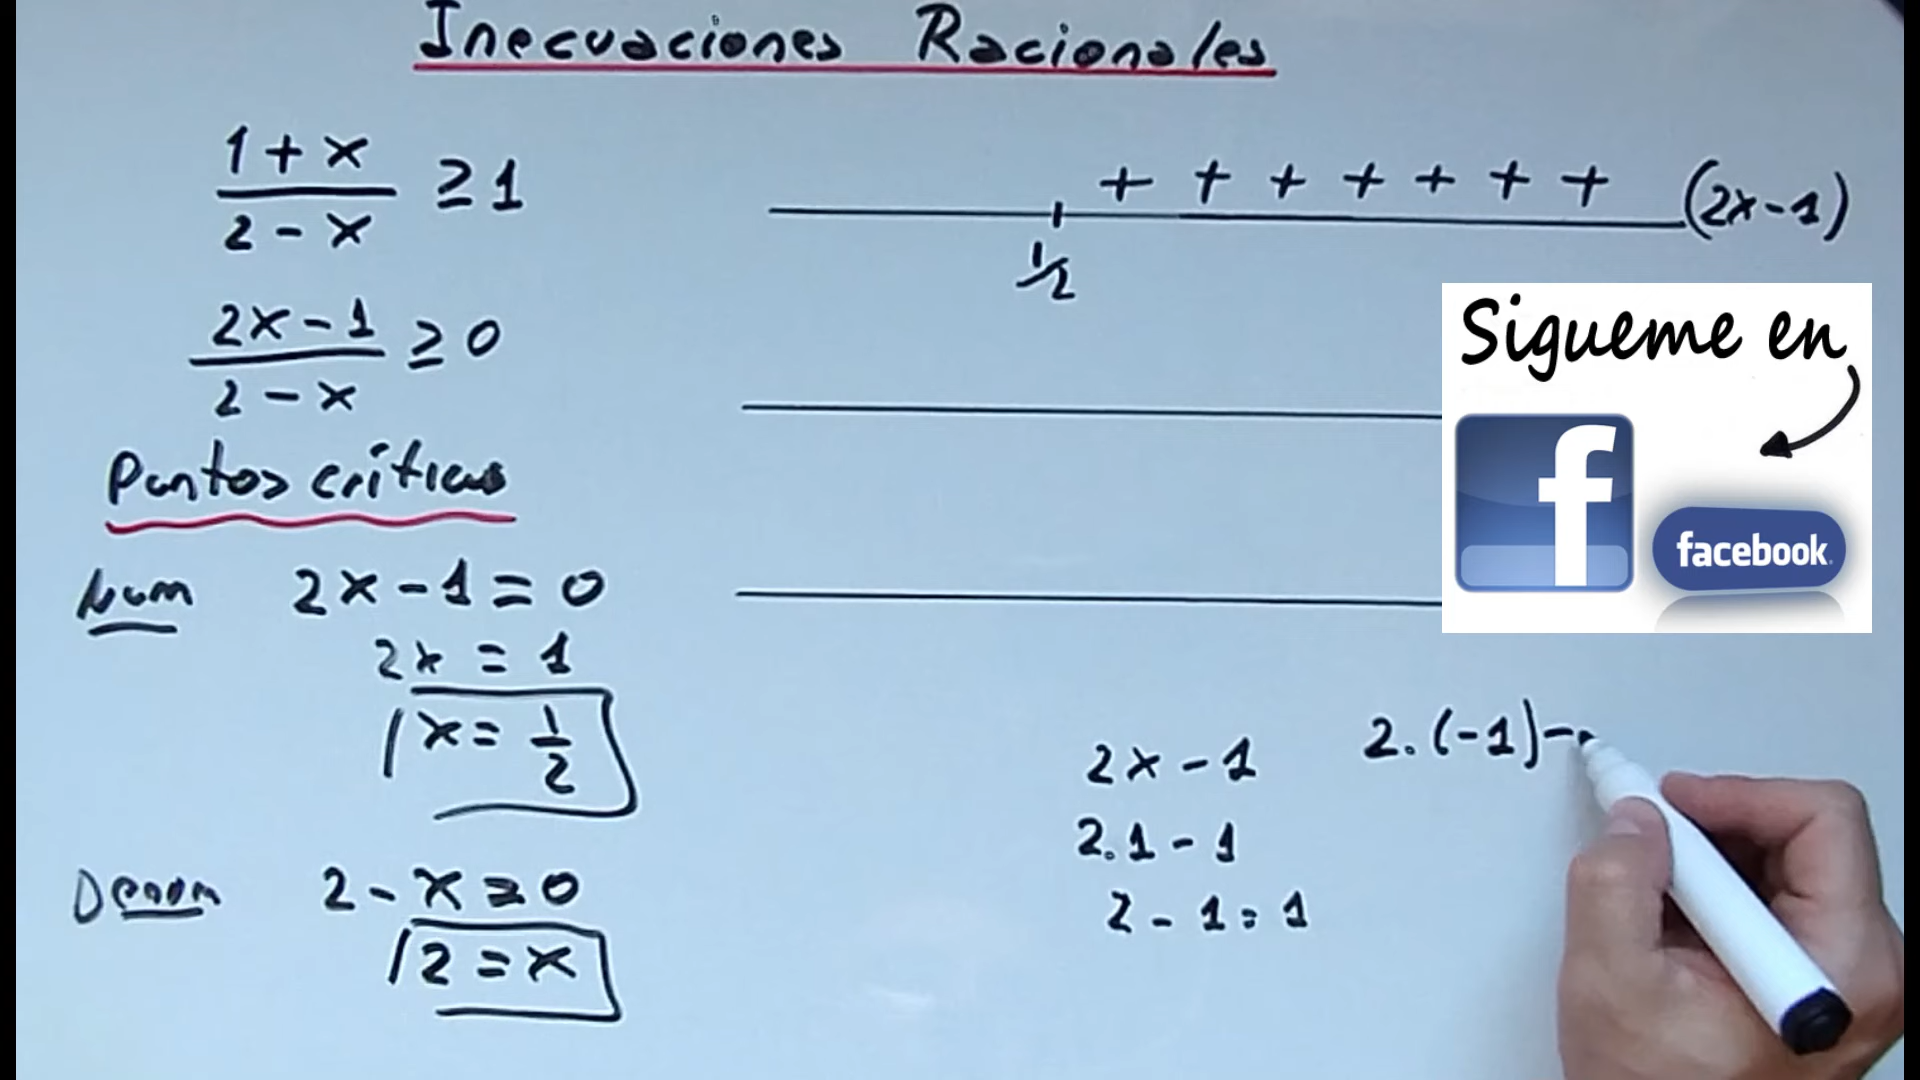 Inecuaciones Racionales
1 + x
2 - x
≥ 1
2x - 1
2 - x
≥ 0
Puntos críticos
Num 2x - 1 = 0
2x = 1
x = 1/2
Denom 2 - x = 0
2 = x
+ + + + + + + (2x - 1)
1/2
Sigueme en
f
facebook
2x - 1
2.1 - 1
2 - 1 = 1
2.(-1) -